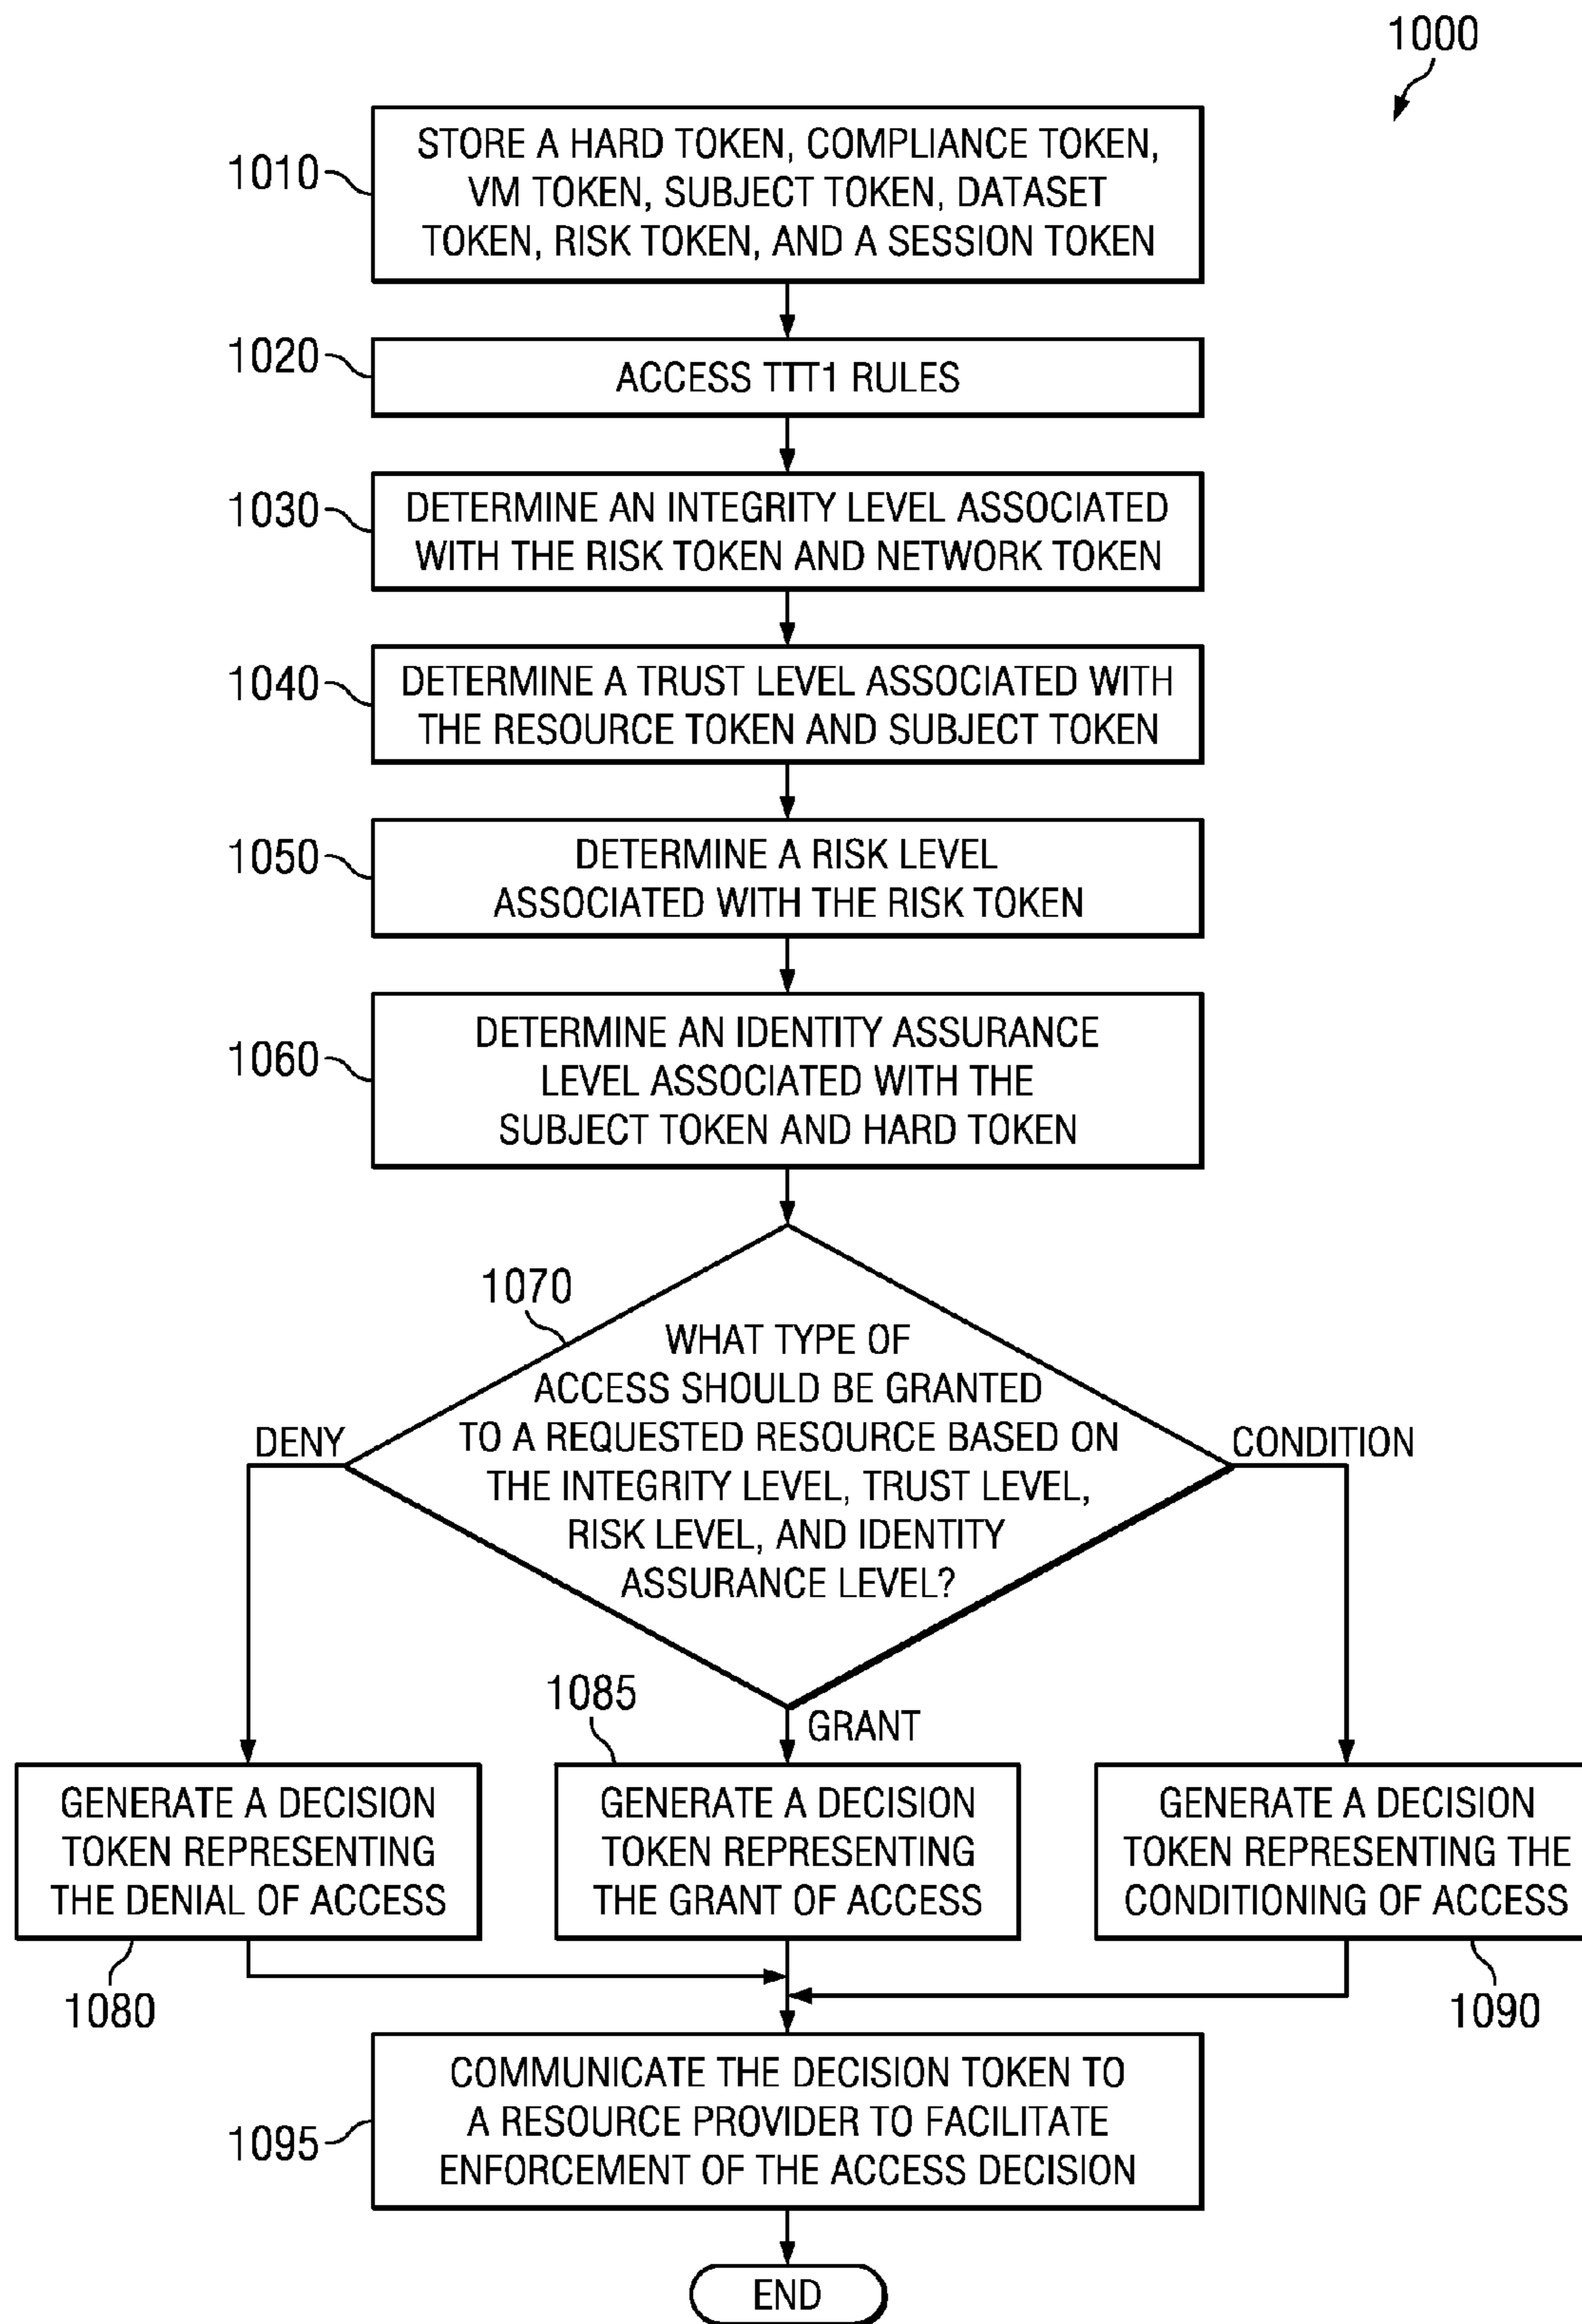 1000
1010
STORE A HARD TOKEN, COMPLIANCE TOKEN,
VM TOKEN, SUBJECT TOKEN, DATASET
TOKEN, RISK TOKEN, AND A SESSION TOKEN
1020
ACCESS TTT1 RULES
1030
DETERMINE AN INTEGRITY LEVEL ASSOCIATED
WITH THE RISK TOKEN AND NETWORK TOKEN
1040
DETERMINE A TRUST LEVEL ASSOCIATED WITH
THE RESOURCE TOKEN AND SUBJECT TOKEN
1050
DETERMINE A RISK LEVEL
ASSOCIATED WITH THE RISK TOKEN
1060
DETERMINE AN IDENTITY ASSURANCE
LEVEL ASSOCIATED WITH THE
SUBJECT TOKEN AND HARD TOKEN
1070
WHAT TYPE OF
ACCESS SHOULD BE GRANTED
TO A REQUESTED RESOURCE BASED ON
THE INTEGRITY LEVEL, TRUST LEVEL,
RISK LEVEL, AND IDENTITY
ASSURANCE LEVEL?
DENY
CONDITION
GRANT
1085
GENERATE A DECISION
TOKEN REPRESENTING
THE DENIAL OF ACCESS
1080
GENERATE A DECISION
TOKEN REPRESENTING
THE GRANT OF ACCESS
GENERATE A DECISION
TOKEN REPRESENTING THE
CONDITIONING OF ACCESS
1090
1095
COMMUNICATE THE DECISION TOKEN TO
A RESOURCE PROVIDER TO FACILITATE
ENFORCEMENT OF THE ACCESS DECISION
END